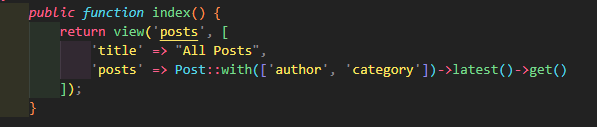 public function index() {
return view('posts', [
'title' => "All Posts",
'posts' => Post::with(['author', 'category'])->latest()->get()
]);
}